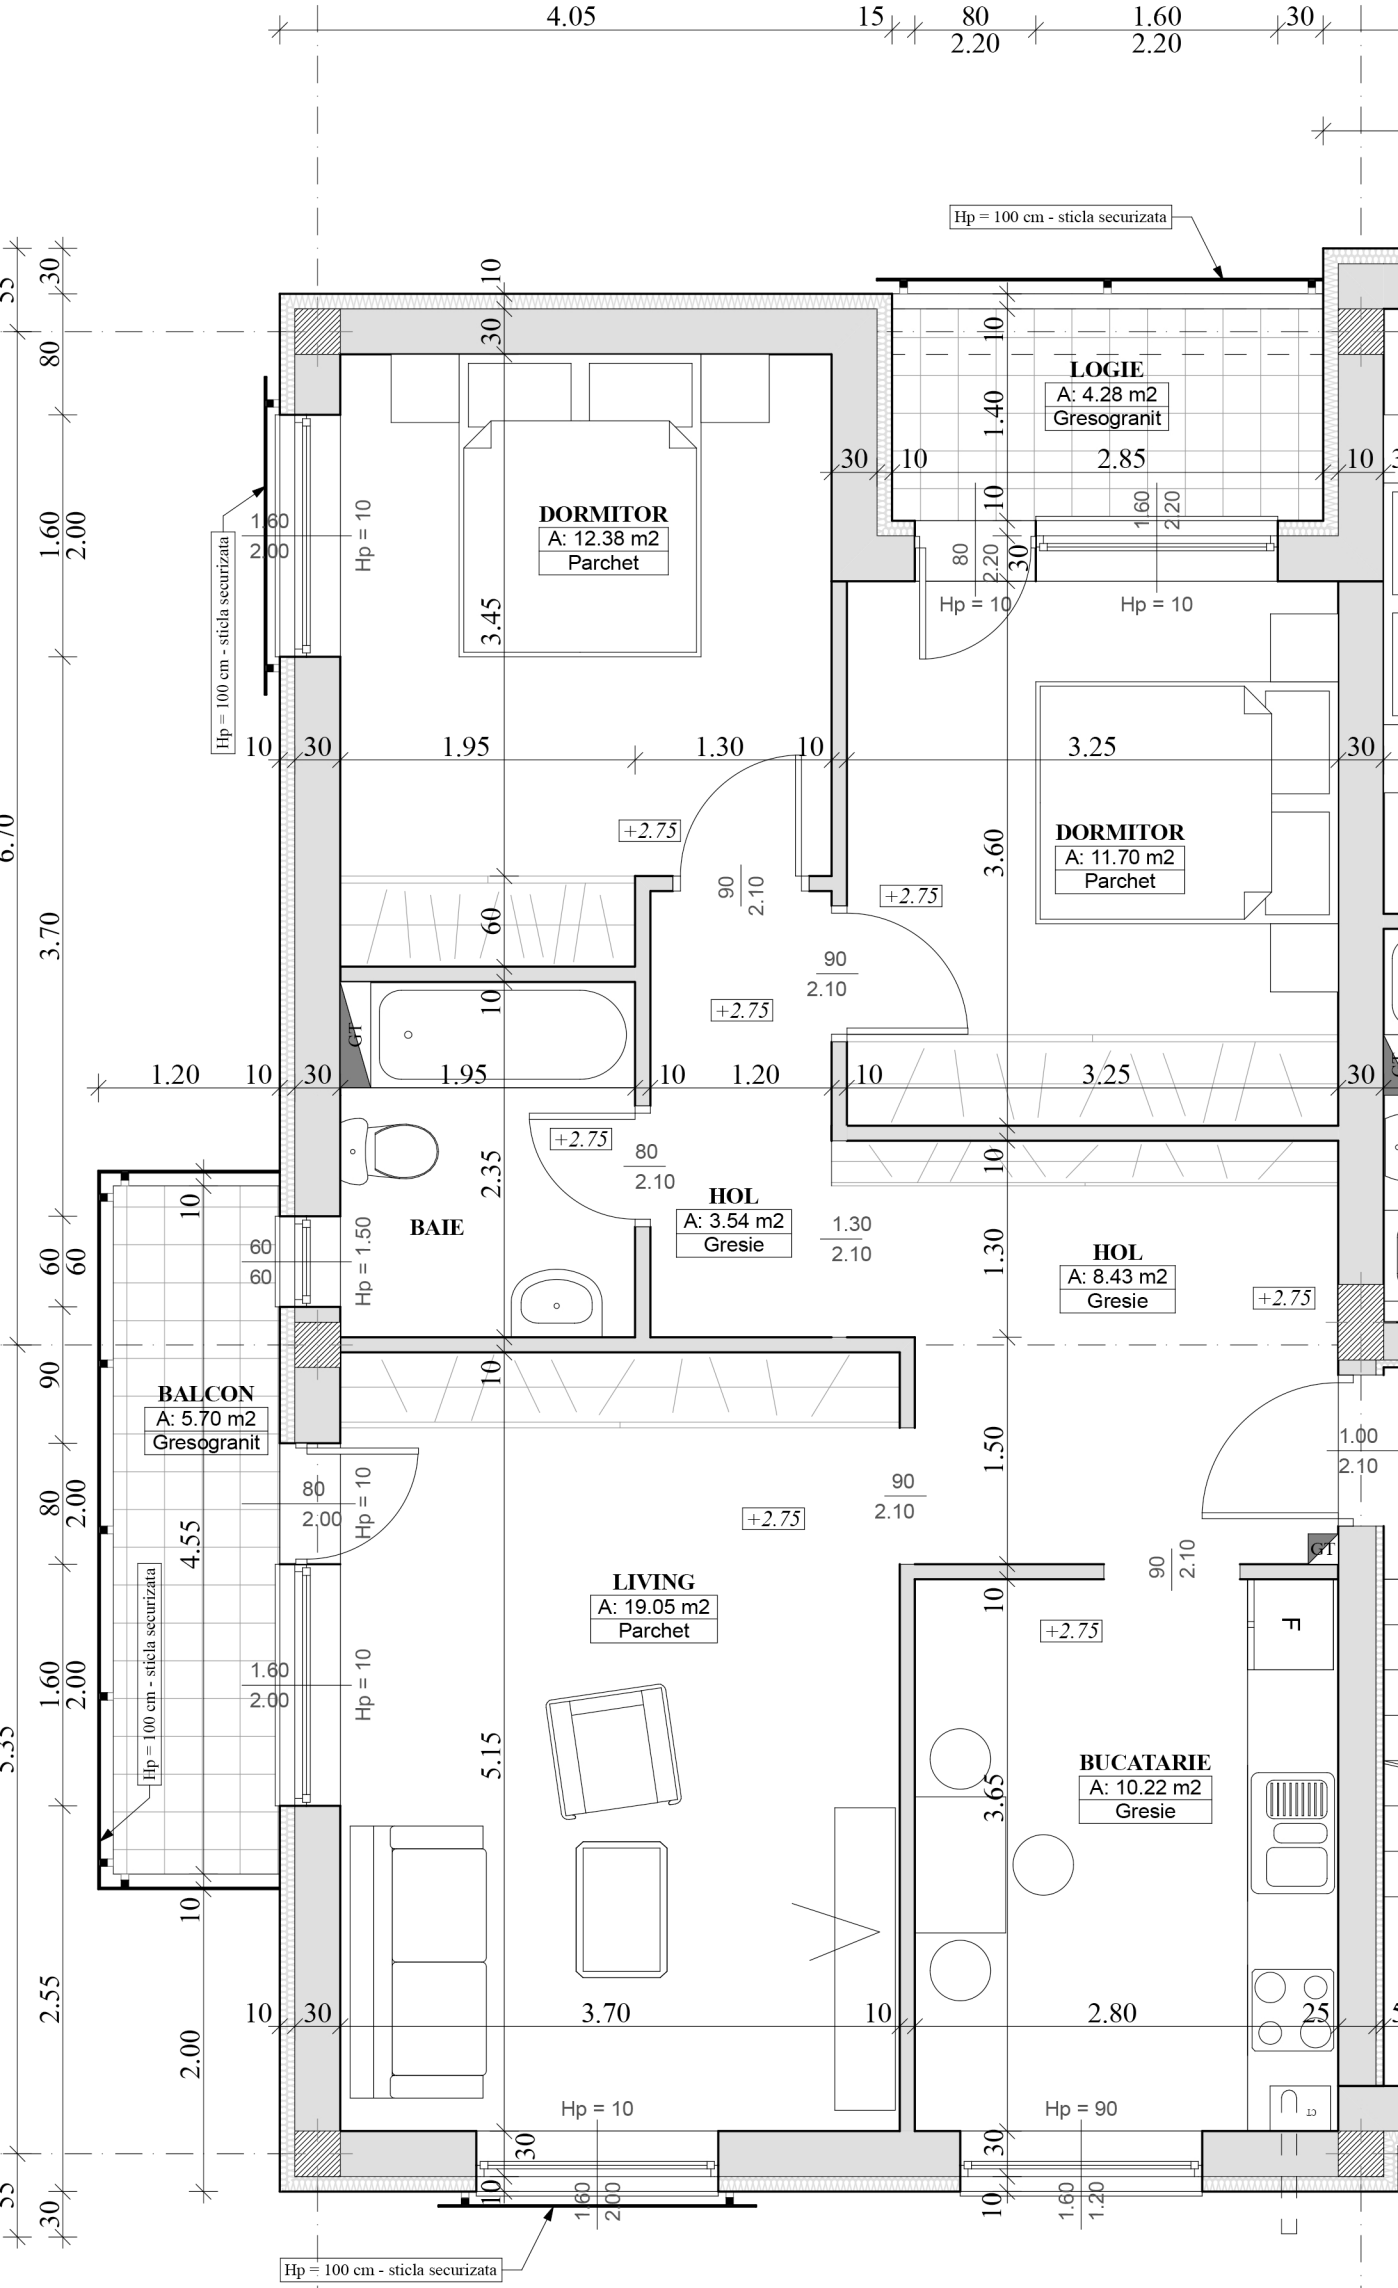 4.05 15 80 1.60 30
2.20 2.20
Hp = 100 cm - sticla securizata
55 30 10
30 10
80
LOGIE
A: 4.28 m2
Gresogranit
1.40
30 10 2.85 10
10
1.60 2.20
1.60 2.00
Hp = 100 cm - sticla securizata
1.60
2.00
Hp = 10
DORMITOR
A: 12.38 m2
Parchet
80 2.20 30
Hp = 10 Hp = 10
3.45
10 30 1.95 1.30 10 3.25 30
6.70
+2.75
DORMITOR
A: 11.70 m2
Parchet
3.60
90 2.10
+2.75
3.70
60
90
2.10
10
+2.75
GT
GT
1.20 10 30 1.95 10 1.20 10 3.25 30
+2.75
80
2.10
2.35
10
10
HOL
A: 3.54 m2
Gresie
BAIE
1.30
2.10
1.30
HOL
A: 8.43 m2
Gresie
+2.75
60 60
60
60
Hp = 1.50
90
10
BALCON
A: 5.70 m2
Gresogranit
1.50
1.00
2.10
80 2.00
80
2.00
Hp = 10
90
2.10
+2.75
4.55
GT
90 2.10
Hp = 100 cm - sticla securizata
LIVING
A: 19.05 m2
Parchet
10
+2.75
F
1.60 2.00
1.60
2.00
Hp = 10
5.35
5.15
BUCATARIE
A: 10.22 m2
Gresie
3.65
10
2.55
2.00
10 30 3.70 10 2.80 25
Hp = 10
Hp = 90
CT
30
30
10
1.60 2.00
10
1.60 1.20
55 30
Hp = 100 cm - sticla securizata